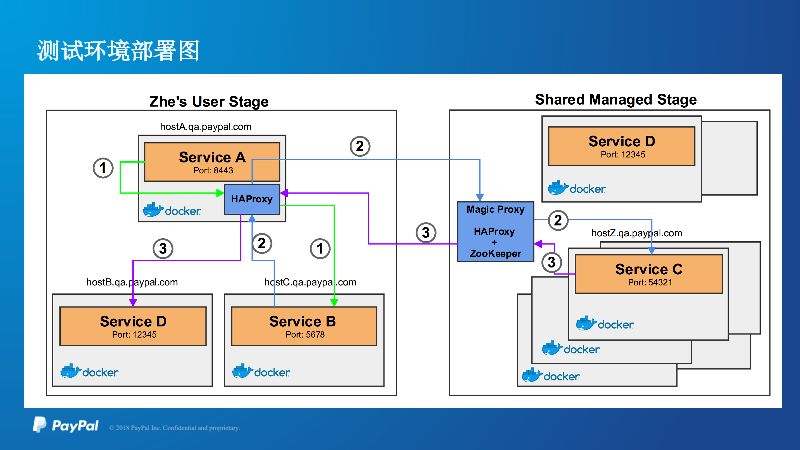 测试环境部署图
Zhe's User Stage
Shared Managed Stage
hostA.qa.paypal.com
Service A
Port: 8443
HAProxy
docker
1
2
3
3
2
1
hostB.qa.paypal.com
hostC.qa.paypal.com
Service D
Port: 12345
docker
Service B
Port: 5678
docker
Service D
Port: 12345
docker
Magic Proxy
HAProxy
+
ZooKeeper
2
3
hostZ.qa.paypal.com
Service C
Port: 54321
docker
docker
docker
PayPal
© 2018 PayPal Inc. Confidential and proprietary.